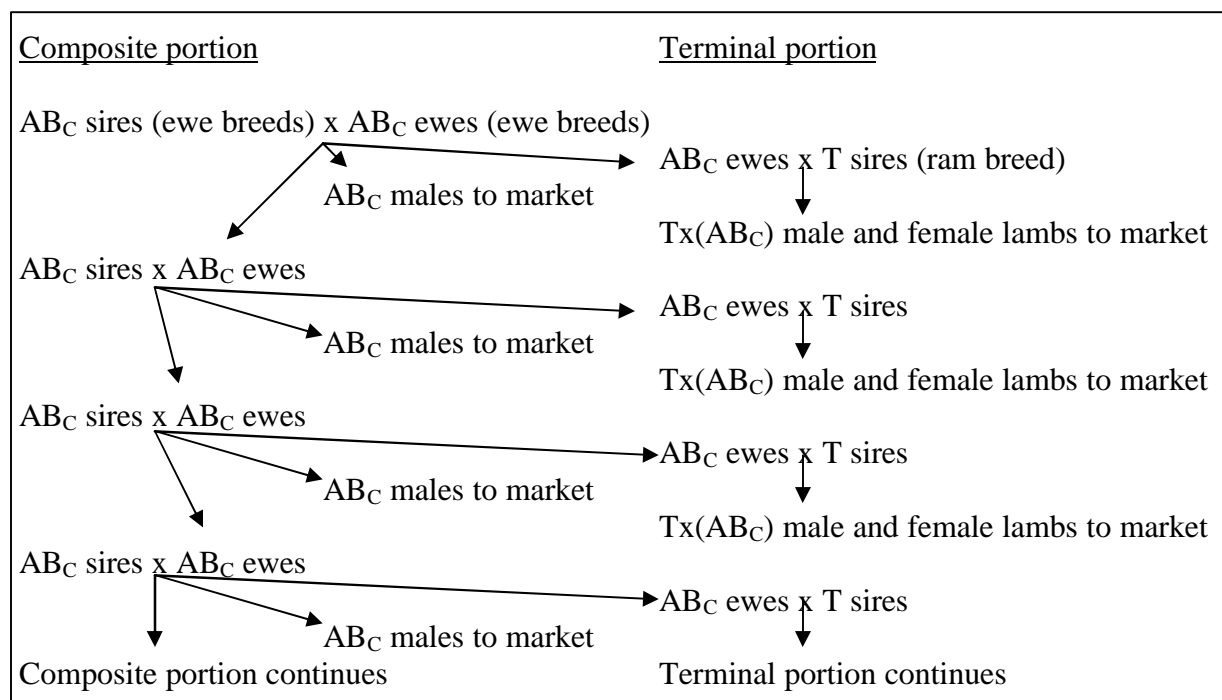 Composite portion
Terminal portion
AB_C sires (ewe breeds) x AB_C ewes (ewe breeds)
AB_C ewes x T sires (ram breed)
AB_C males to market
Tx(AB_C) male and female lambs to market
AB_C sires x AB_C ewes
AB_C ewes x T sires
AB_C males to market
Tx(AB_C) male and female lambs to market
AB_C sires x AB_C ewes
AB_C ewes x T sires
AB_C males to market
Tx(AB_C) male and female lambs to market
AB_C sires x AB_C ewes
AB_C ewes x T sires
AB_C males to market
Composite portion continues
Terminal portion continues